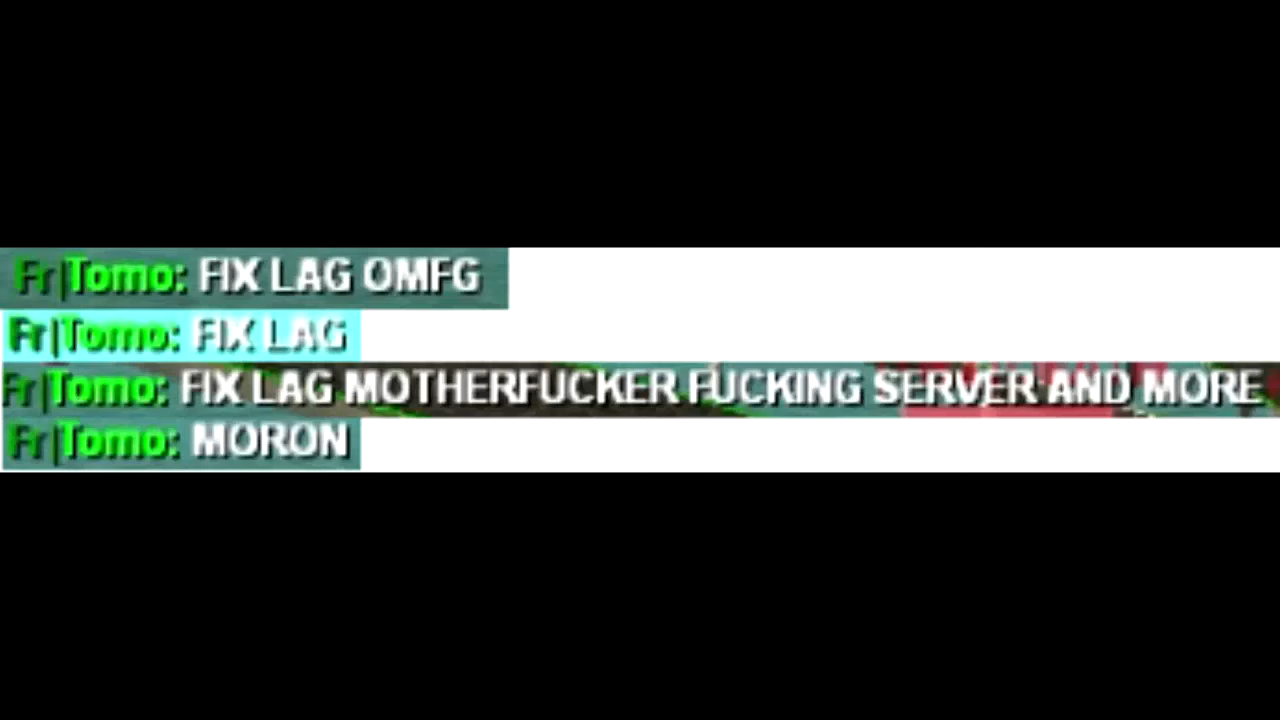 Fr|Tomo: FIX LAG OMFG
Fr|Tomo: FIX LAG
Fr|Tomo: FIX LAG MOTHERFUCKER FUCKING SERVER AND MORE
Fr|Tomo: MORON